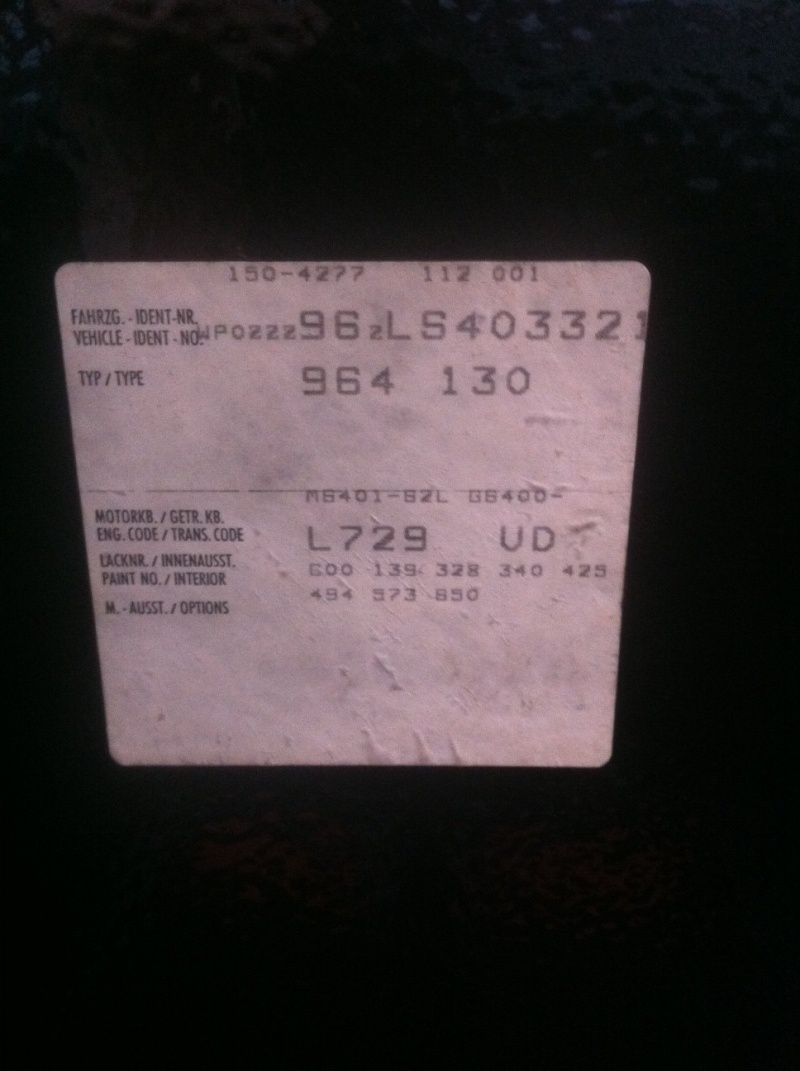 150-4277 112 001
FAHRZG. - IDENT-NR.
VEHICLE - IDENT - NO. WP0ZZZ96ZLS403321
TYP / TYPE 964 130
M6401-62L G6400-
MOTORKB. / GETR. KB.
ENG. CODE / TRANS. CODE L729 UD
LACKNR. / INNENAUSST. C00 139 328 340 425
PAINT NO. / INTERIOR 494 573 650
M. - AUSST. / OPTIONS